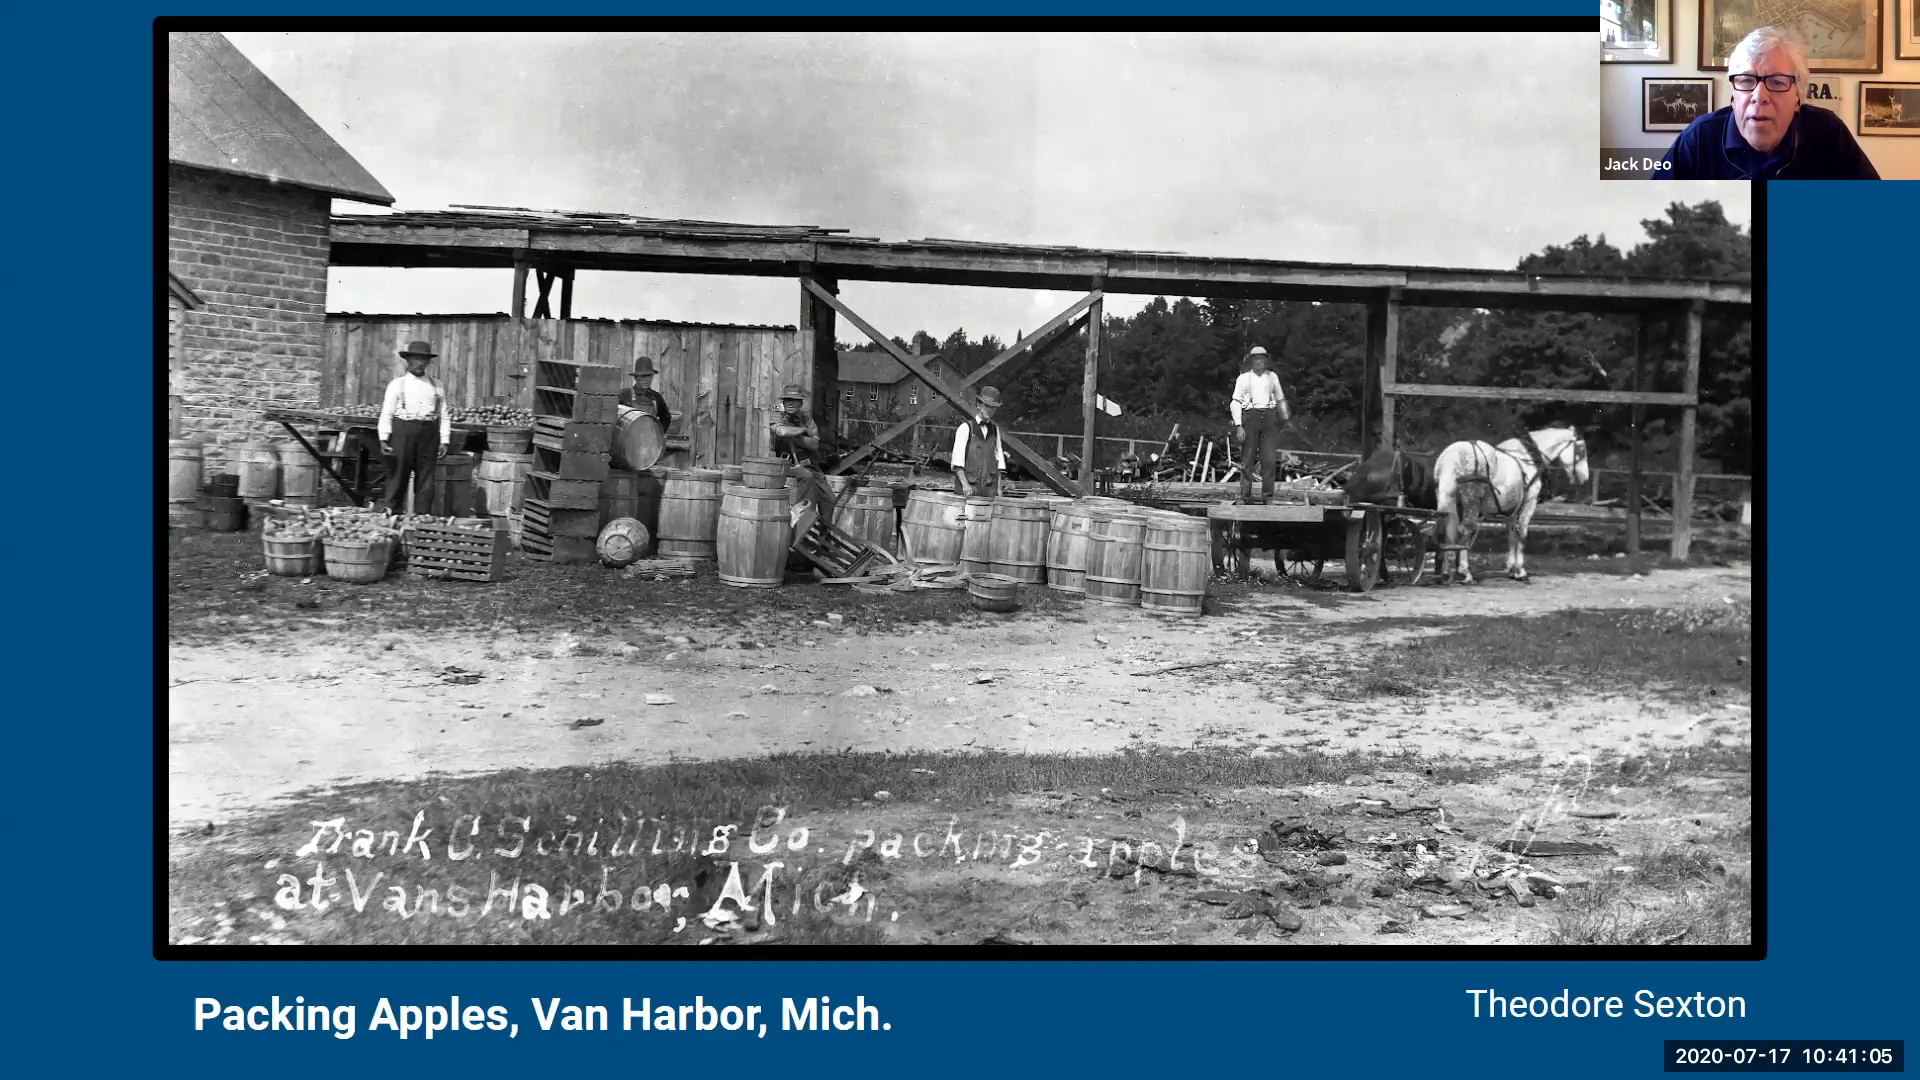 RA.
Jack Deo
Frank C. Schilling Co. packing apples
at Vans Harbor, Mich.
Packing Apples, Van Harbor, Mich.
Theodore Sexton
2020-07-17 10:41:05